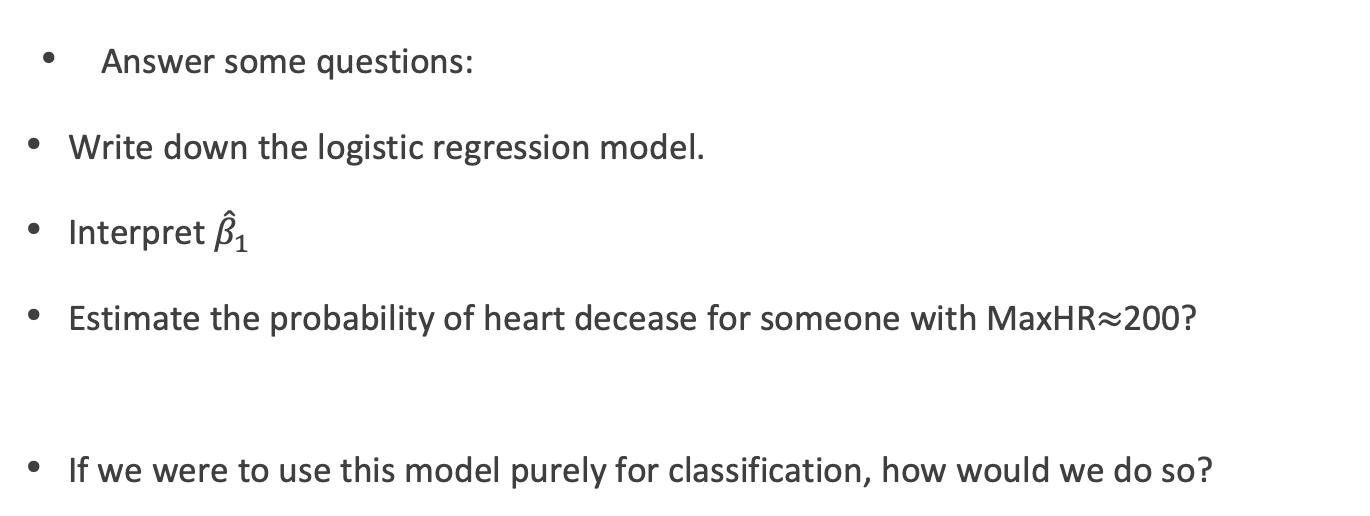 • Answer some questions:
• Write down the logistic regression model.
• Interpret β̂₁
• Estimate the probability of heart decease for someone with MaxHR≈200?
• If we were to use this model purely for classification, how would we do so?